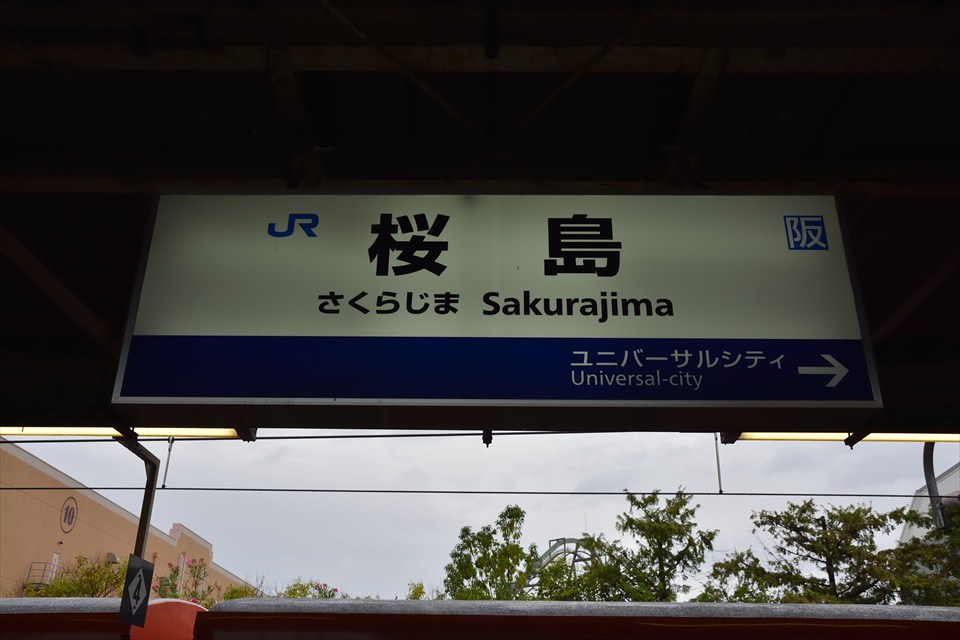 JR 桜島 阪
さくらじま Sakurajima
ユニバーサルシティ →
Universal-city
10
4